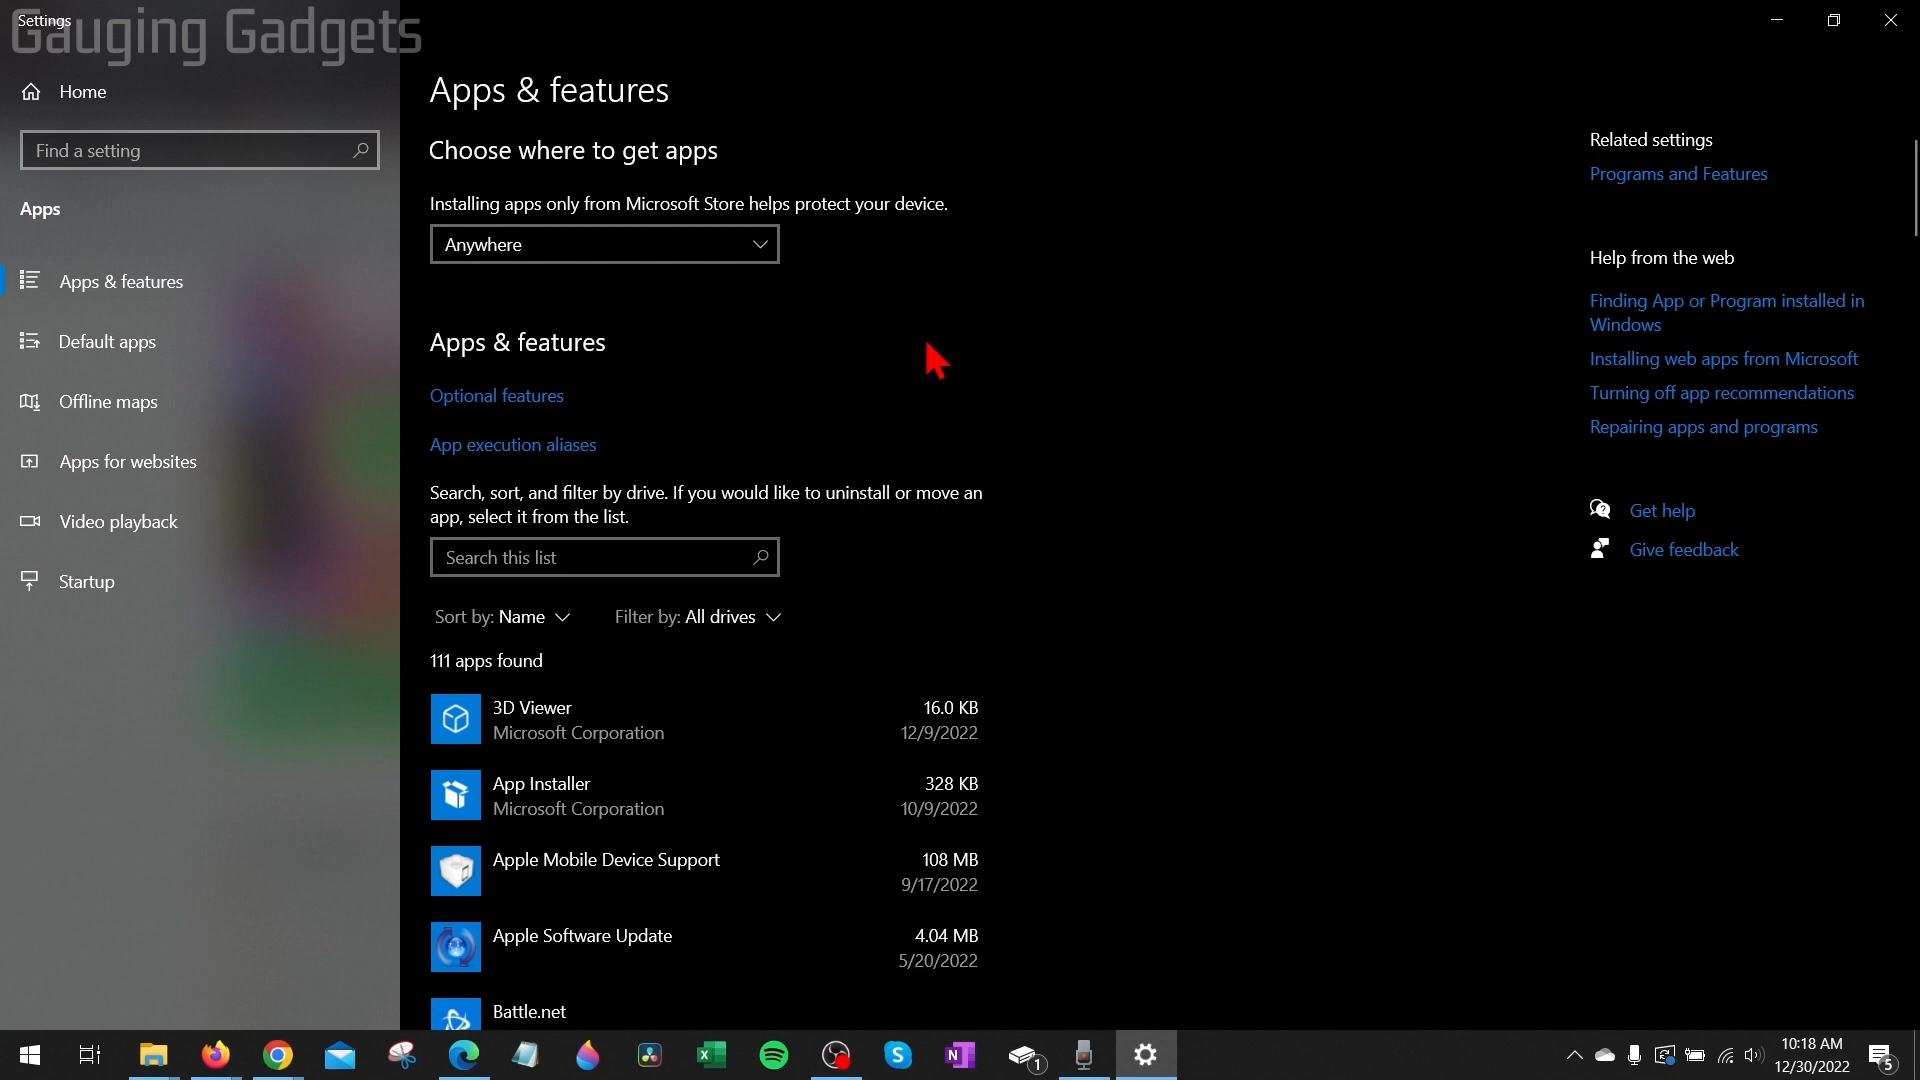 Settings
Gauging Gadgets
Home
Find a setting
Apps
Apps & features
Default apps
Offline maps
Apps for websites
Video playback
Startup
Apps & features
Choose where to get apps
Installing apps only from Microsoft Store helps protect your device.
Anywhere
Apps & features
Optional features
App execution aliases
Search, sort, and filter by drive. If you would like to uninstall or move an
app, select it from the list.
Search this list
Sort by: Name Filter by: All drives
111 apps found
3D Viewer 16.0 KB
Microsoft Corporation 12/9/2022
App Installer 328 KB
Microsoft Corporation 10/9/2022
Apple Mobile Device Support 108 MB
9/17/2022
Apple Software Update 4.04 MB
5/20/2022
Battle.net
Related settings
Programs and Features
Help from the web
Finding App or Program installed in
Windows
Installing web apps from Microsoft
Turning off app recommendations
Repairing apps and programs
Get help
Give feedback
1
10:18 AM
12/30/2022
5